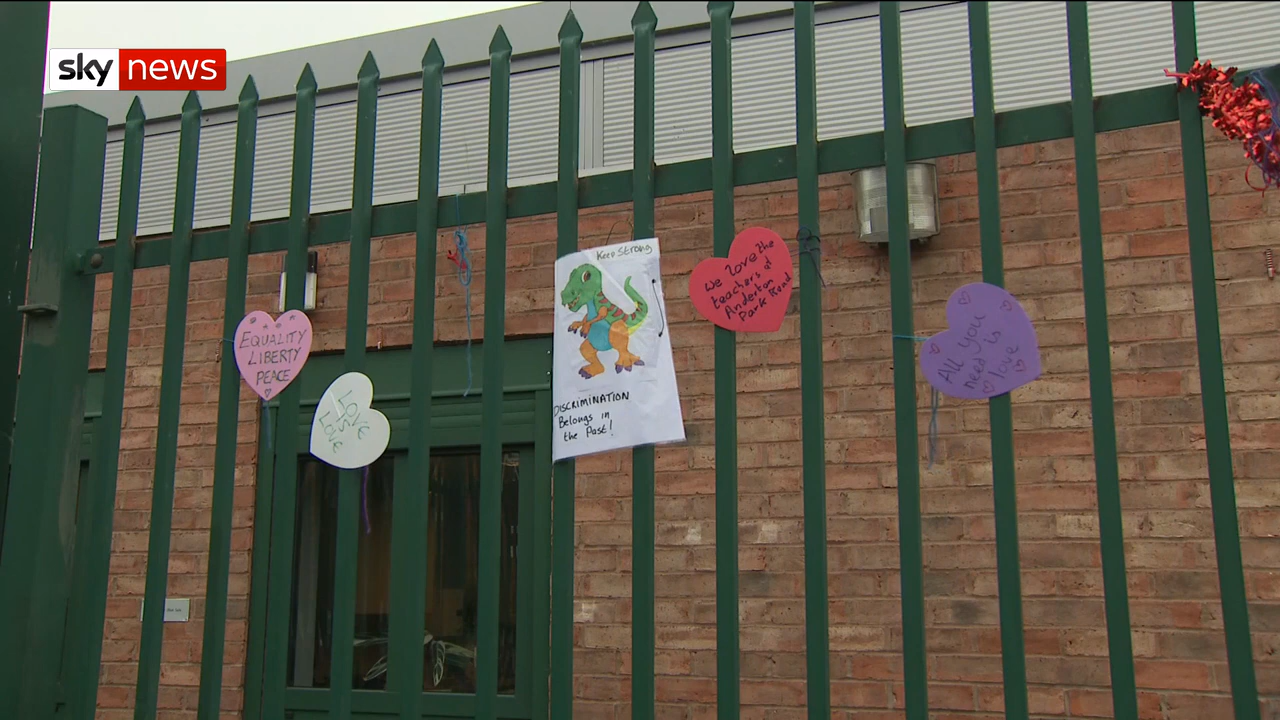 sky news
EQUALITY
LIBERTY
PEACE
LOVE
IS
LOVE
Keep Strong
DISCRIMINATION
Belongs in
the Past!
We love the
teachers at
Anderton
Park Road
All you
need is
love